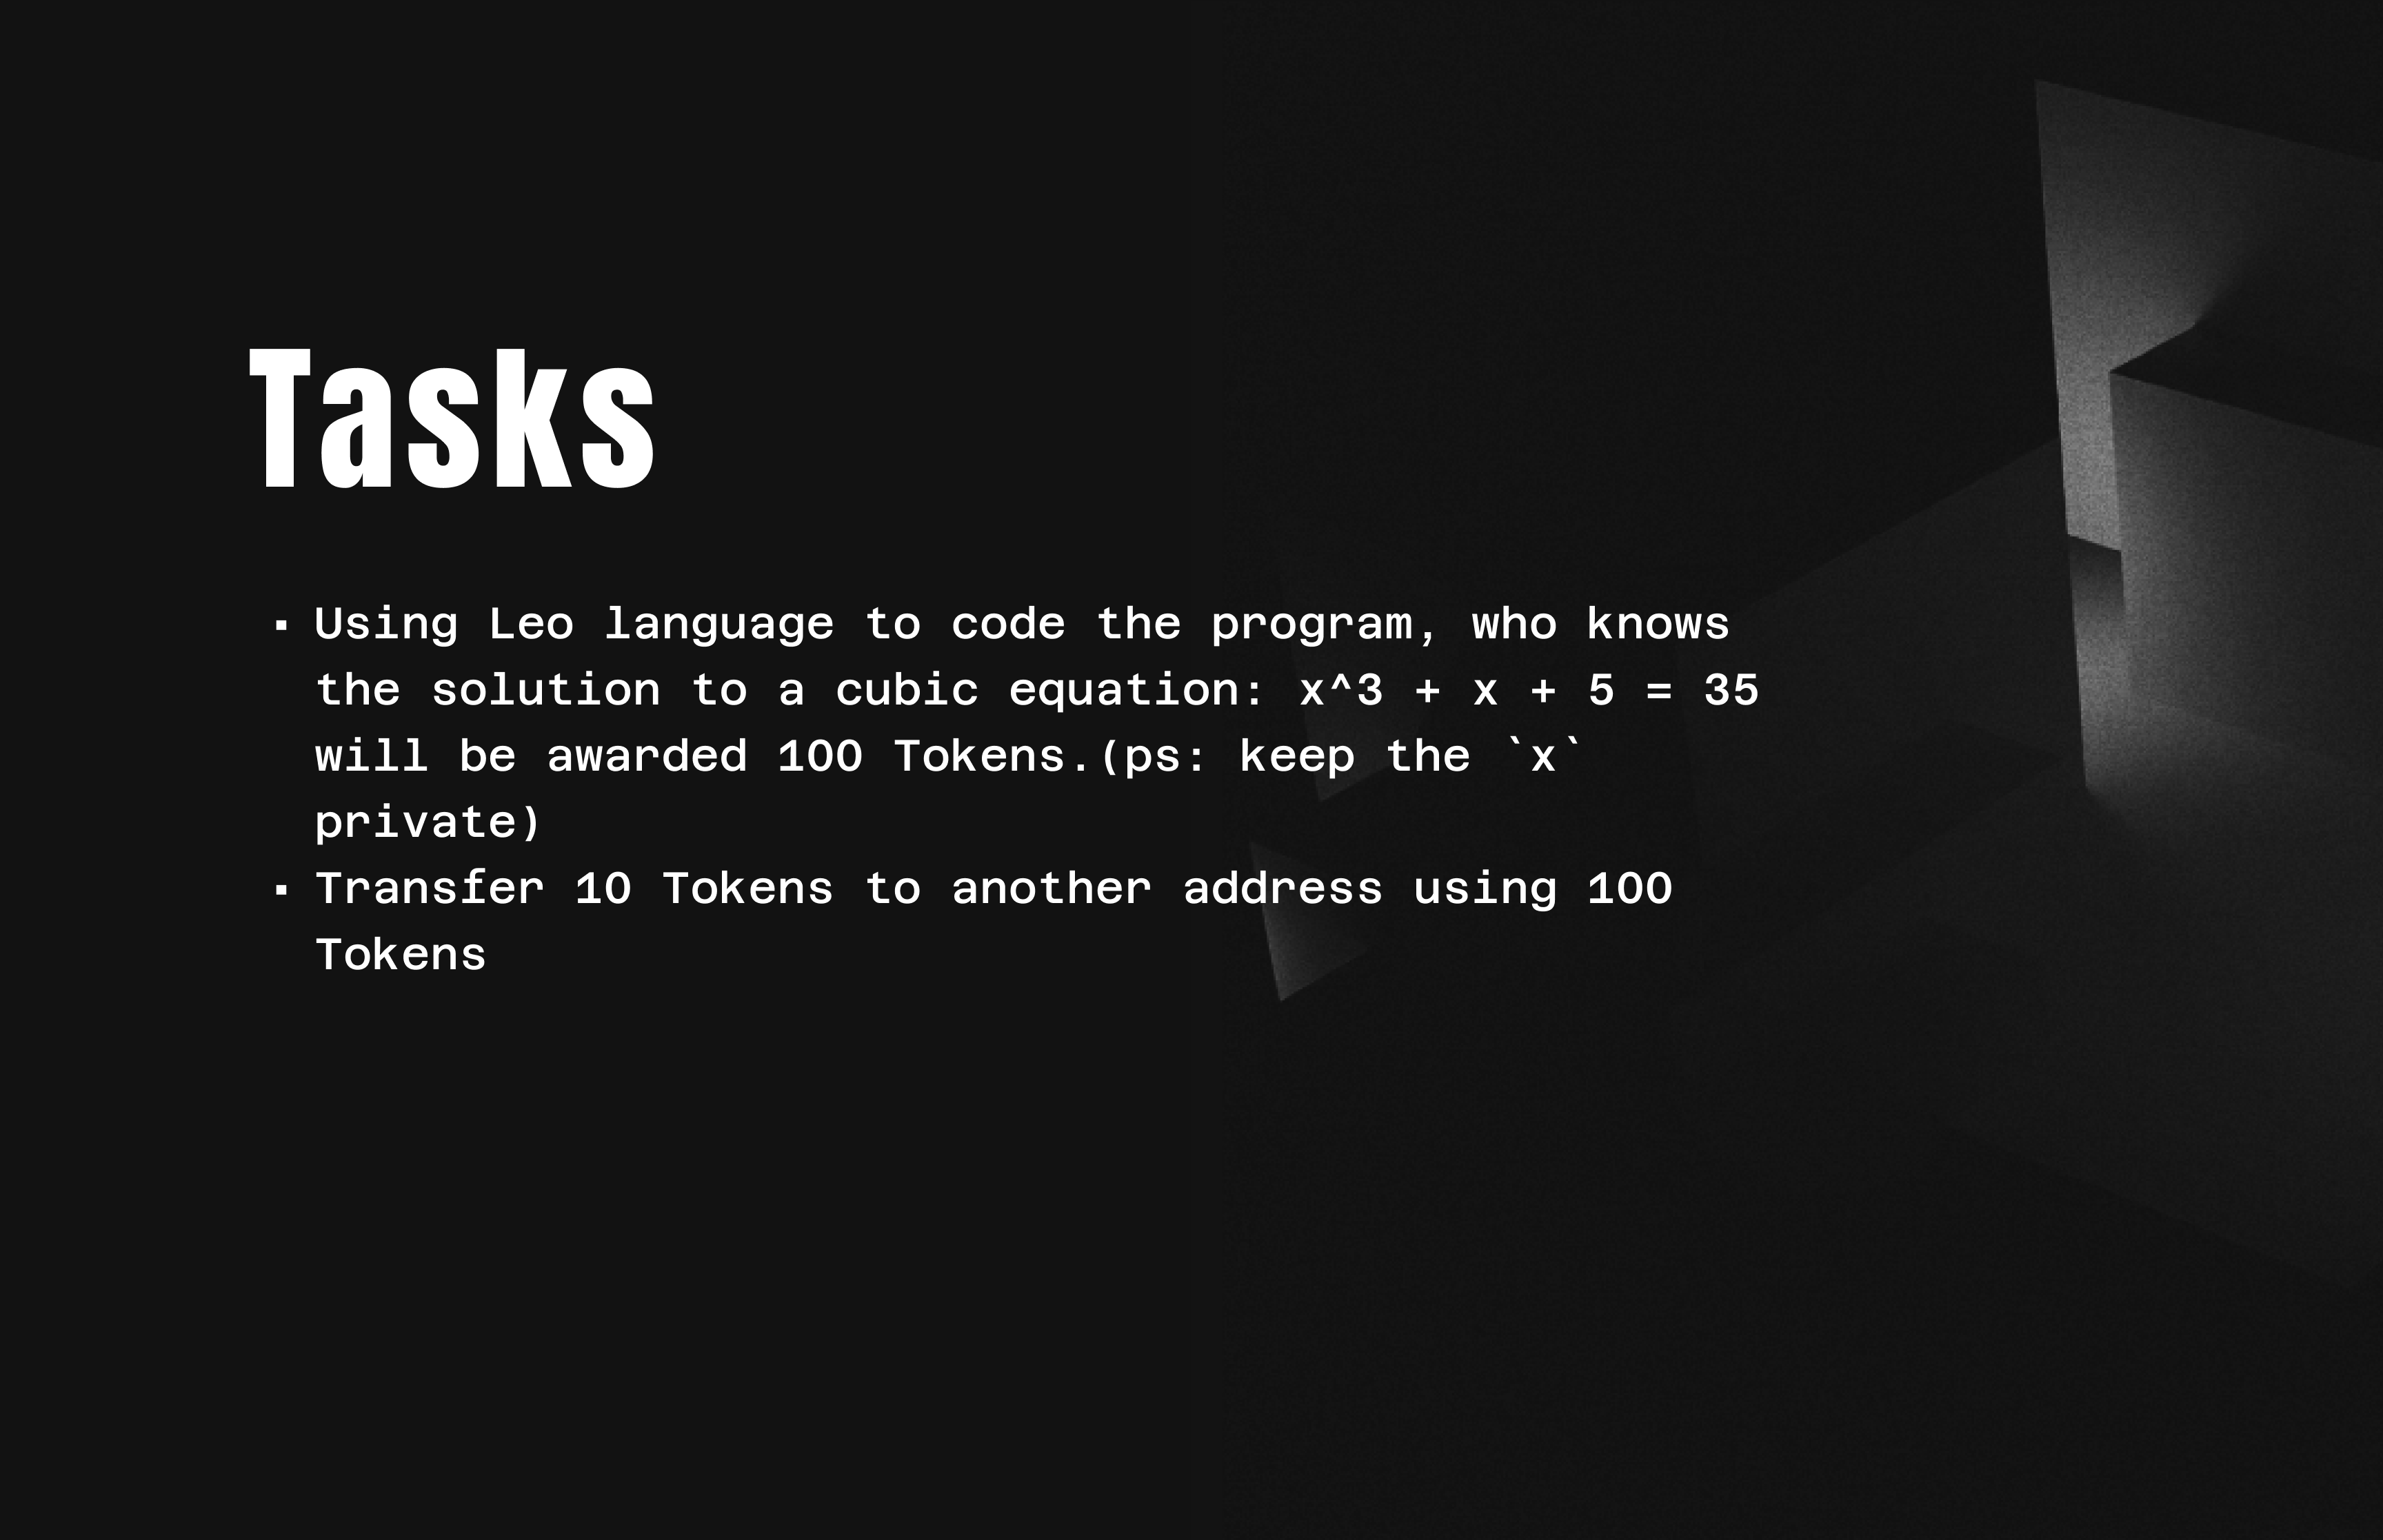 Tasks
▪ Using Leo language to code the program, who knows
the solution to a cubic equation: x^3 + x + 5 = 35
will be awarded 100 Tokens.(ps: keep the `x`
private)
▪ Transfer 10 Tokens to another address using 100
Tokens